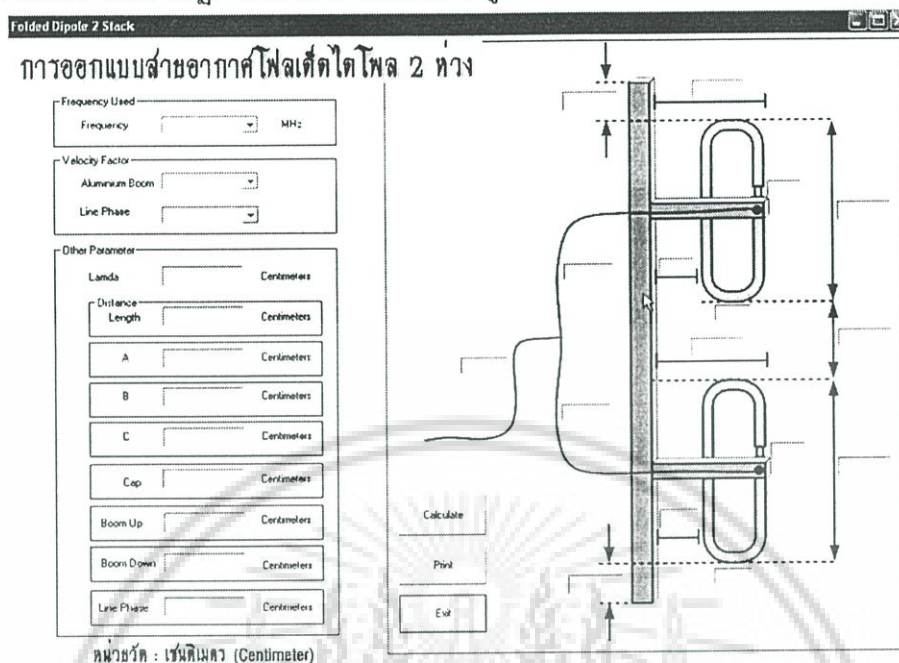 Folded Dipole 2 Stack
การออกแบบสายอากาศโฟลเด็ดไดโพล 2 ห่วง
Frequency Used
Frequency MHz
Velocity Factor
Aluminium Boom
Line Phase
Other Parameter
Lamda Centimeters
Distance
Length Centimeters
A Centimeters
B Centimeters
C Centimeters
Cap Centimeters
Boom Up Centimeters
Boom Down Centimeters
Line Phase Centimeters
หน่วยวัด : เซนติเมตร (Centimeter)
Calculate
Print
Exit